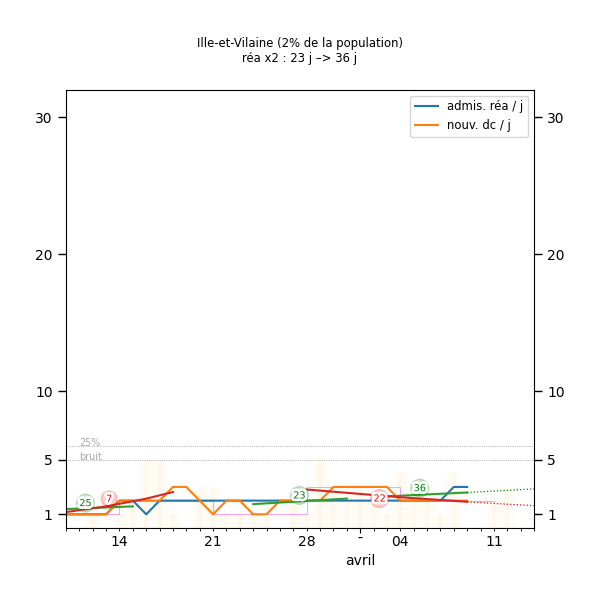 Ille-et-Vilaine (2% de la population)
réa x2 : 23 j –> 36 j
admis. réa / j
nouv. dc / j
30 30
20 20
10 10
25%
bruit
5 5
25 7 23 22 36
1 1
14 21 28 - 04 11
avril